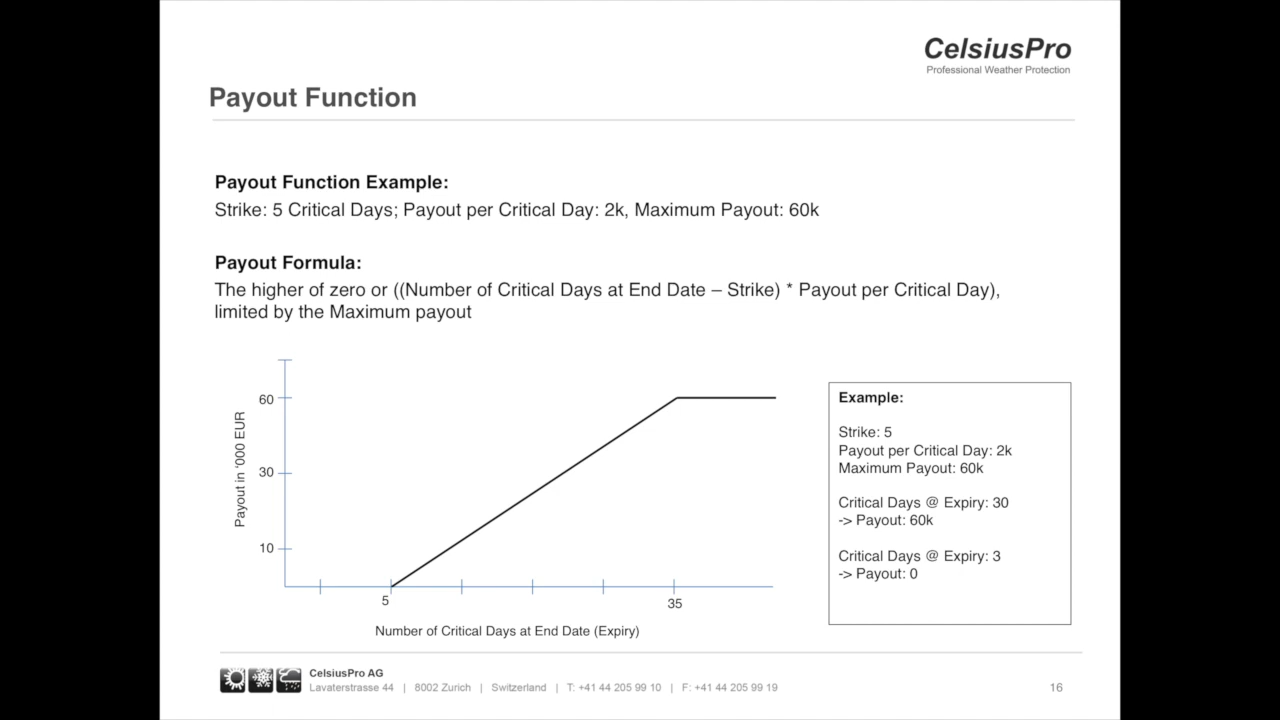 CelsiusPro
Professional Weather Protection
Payout Function
Payout Function Example:
Strike: 5 Critical Days; Payout per Critical Day: 2k, Maximum Payout: 60k
Payout Formula:
The higher of zero or ((Number of Critical Days at End Date – Strike) * Payout per Critical Day),
limited by the Maximum payout
Payout in '000 EUR
60
30
10
5
35
Number of Critical Days at End Date (Expiry)
Example:
Strike: 5
Payout per Critical Day: 2k
Maximum Payout: 60k
Critical Days @ Expiry: 30
-> Payout: 60k
Critical Days @ Expiry: 3
-> Payout: 0
CelsiusPro AG
Lavaterstrasse 44 | 8002 Zurich | Switzerland | T: +41 44 205 99 10 | F: +41 44 205 99 19
16